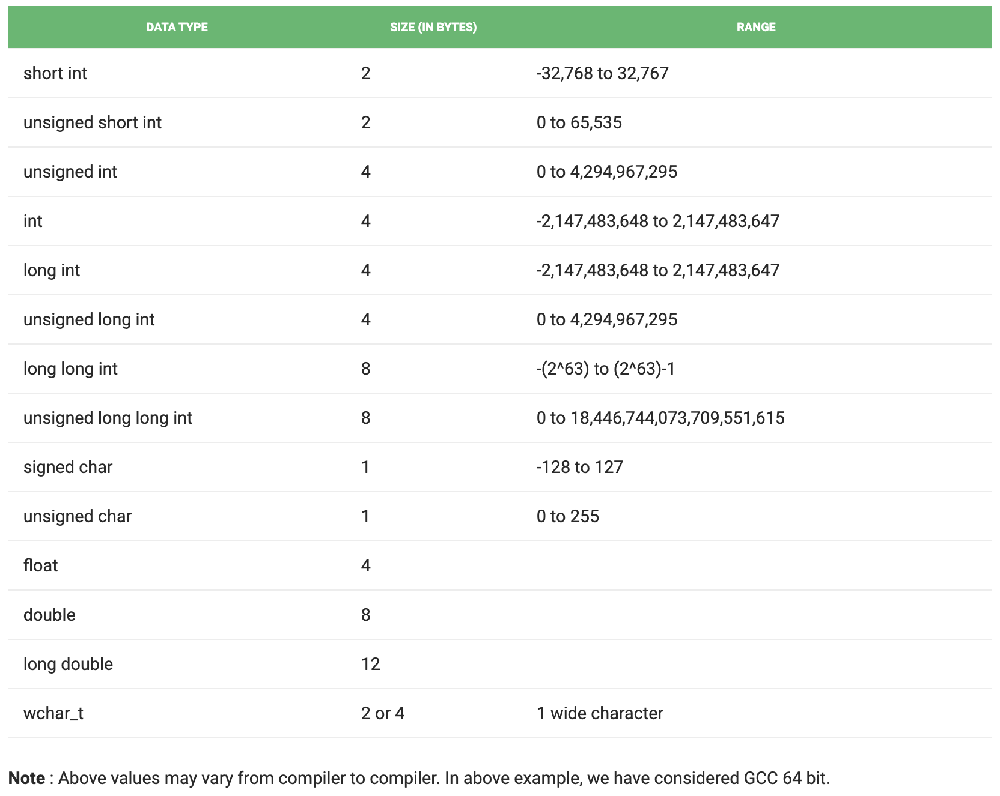 DATA TYPE SIZE (IN BYTES) RANGE
short int 2 -32,768 to 32,767
unsigned short int 2 0 to 65,535
unsigned int 4 0 to 4,294,967,295
int 4 -2,147,483,648 to 2,147,483,647
long int 4 -2,147,483,648 to 2,147,483,647
unsigned long int 4 0 to 4,294,967,295
long long int 8 -(2^63) to (2^63)-1
unsigned long long int 8 0 to 18,446,744,073,709,551,615
signed char 1 -128 to 127
unsigned char 1 0 to 255
float 4
double 8
long double 12
wchar_t 2 or 4 1 wide character
Note : Above values may vary from compiler to compiler. In above example, we have considered GCC 64 bit.